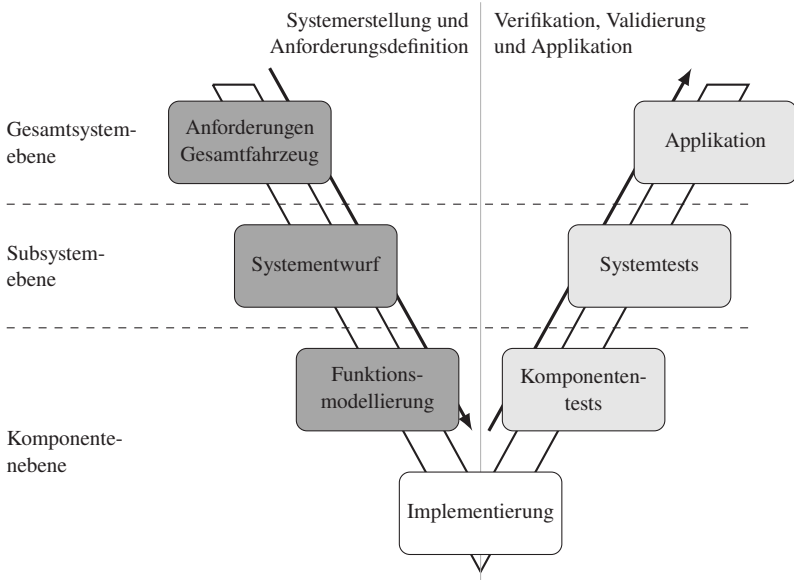 Systemerstellung und
Anforderungsdefinition
Verifikation, Validierung
und Applikation
Gesamtsystem-
ebene
Anforderungen
Gesamtfahrzeug
Applikation
Subsystem-
ebene
Systementwurf
Systemtests
Funktions-
modellierung
Komponenten-
tests
Komponente-
nebene
Implementierung